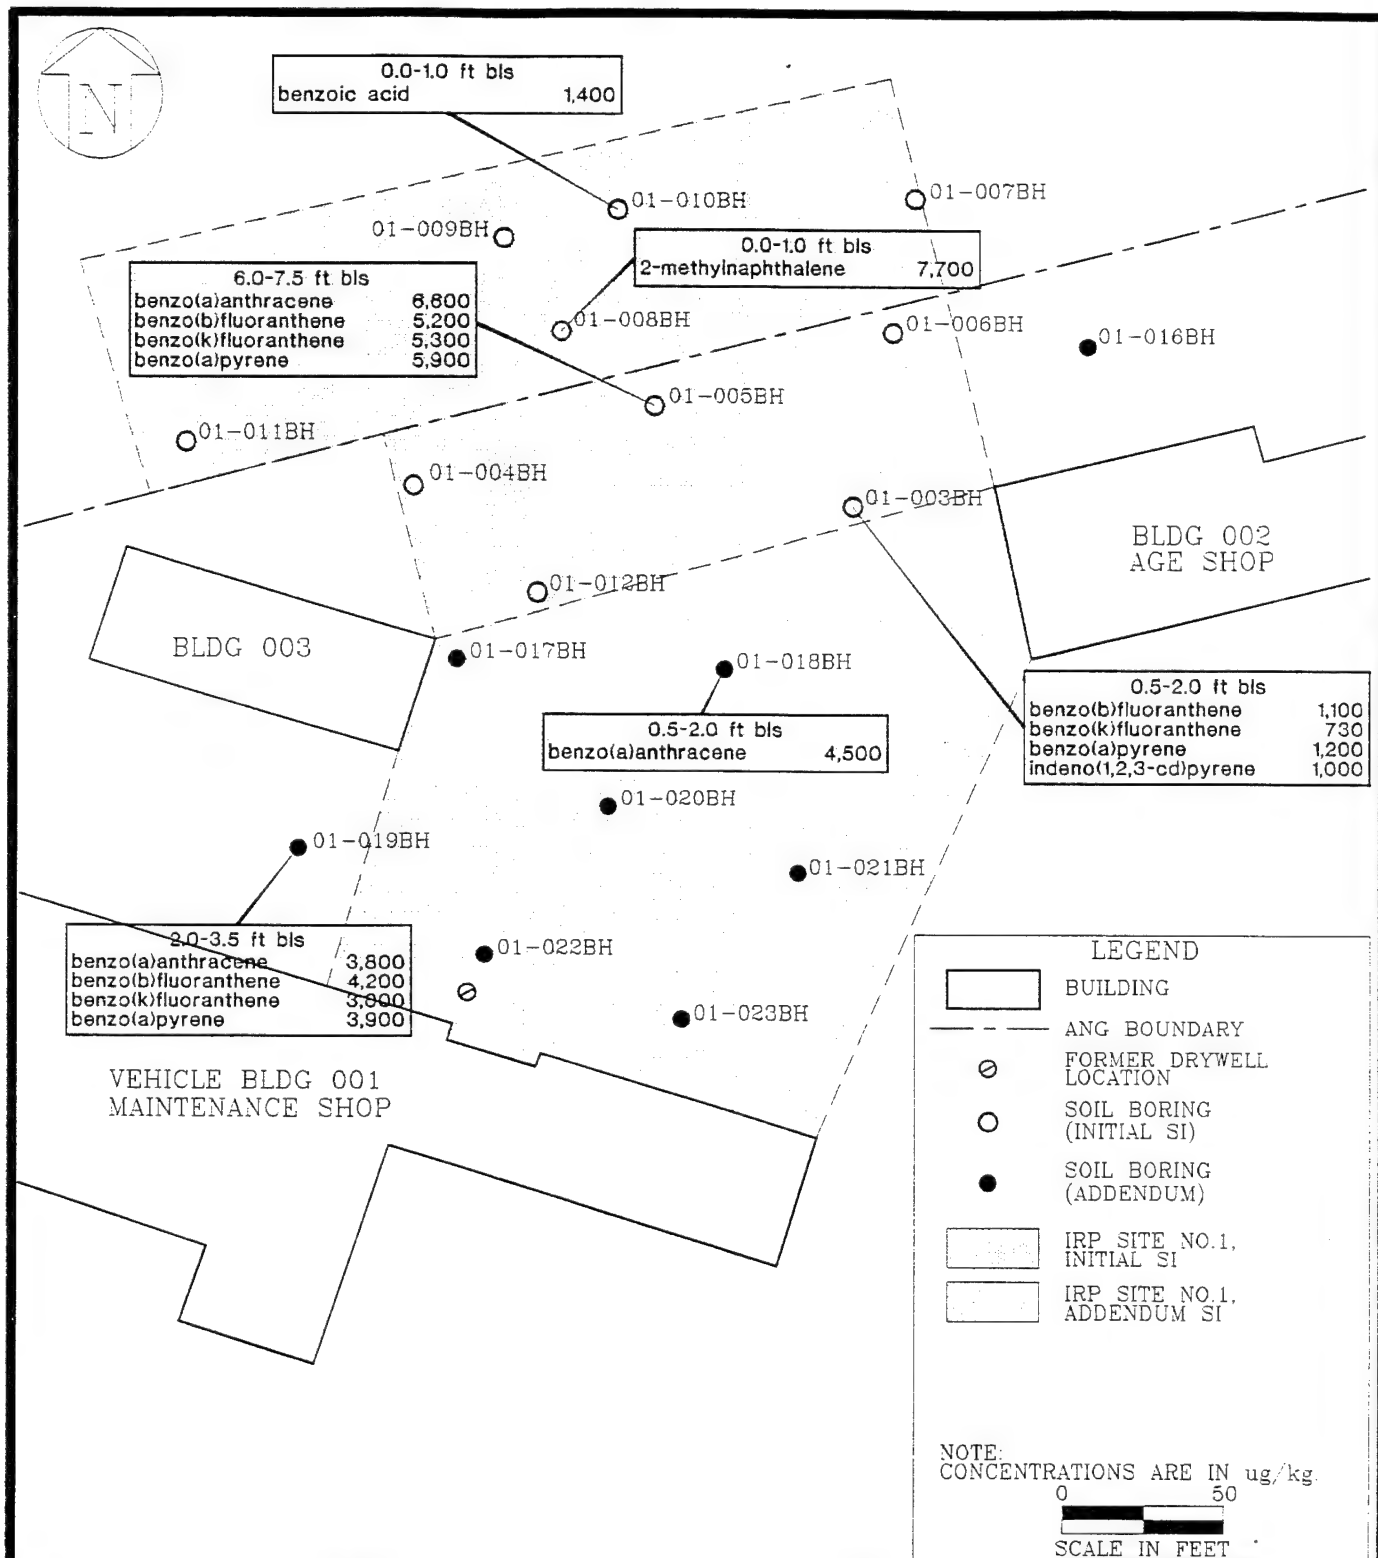 N
0.0-1.0 ft bls
benzoic acid 1,400
01-010BH
01-007BH
01-009BH
0.0-1.0 ft bls
2-methylnaphthalene 7,700
6.0-7.5 ft bls
benzo(a)anthracene 6,600
benzo(b)fluoranthene 5,200
benzo(k)fluoranthene 5,300
benzo(a)pyrene 5,900
01-008BH
01-006BH
01-016BH
01-005BH
01-011BH
01-004BH
01-003BH
BLDG 002
AGE SHOP
01-012BH
BLDG 003
01-017BH
01-018BH
0.5-2.0 ft bls
benzo(b)fluoranthene 1,100
benzo(k)fluoranthene 730
benzo(a)pyrene 1,200
indeno(1,2,3-cd)pyrene 1,000
0.5-2.0 ft bls
benzo(a)anthracene 4,500
01-020BH
01-019BH
01-021BH
2.0-3.5 ft bls
benzo(a)anthracene 3,800
benzo(b)fluoranthene 4,200
benzo(k)fluoranthene 3,800
benzo(a)pyrene 3,900
01-022BH
01-023BH
VEHICLE BLDG 001
MAINTENANCE SHOP
LEGEND
BUILDING
ANG BOUNDARY
FORMER DRYWELL
LOCATION
SOIL BORING
(INITIAL SI)
SOIL BORING
(ADDENDUM)
IRP SITE NO.1,
INITIAL SI
IRP SITE NO.1,
ADDENDUM SI
NOTE:
CONCENTRATIONS ARE IN ug/kg.
0 50
SCALE IN FEET